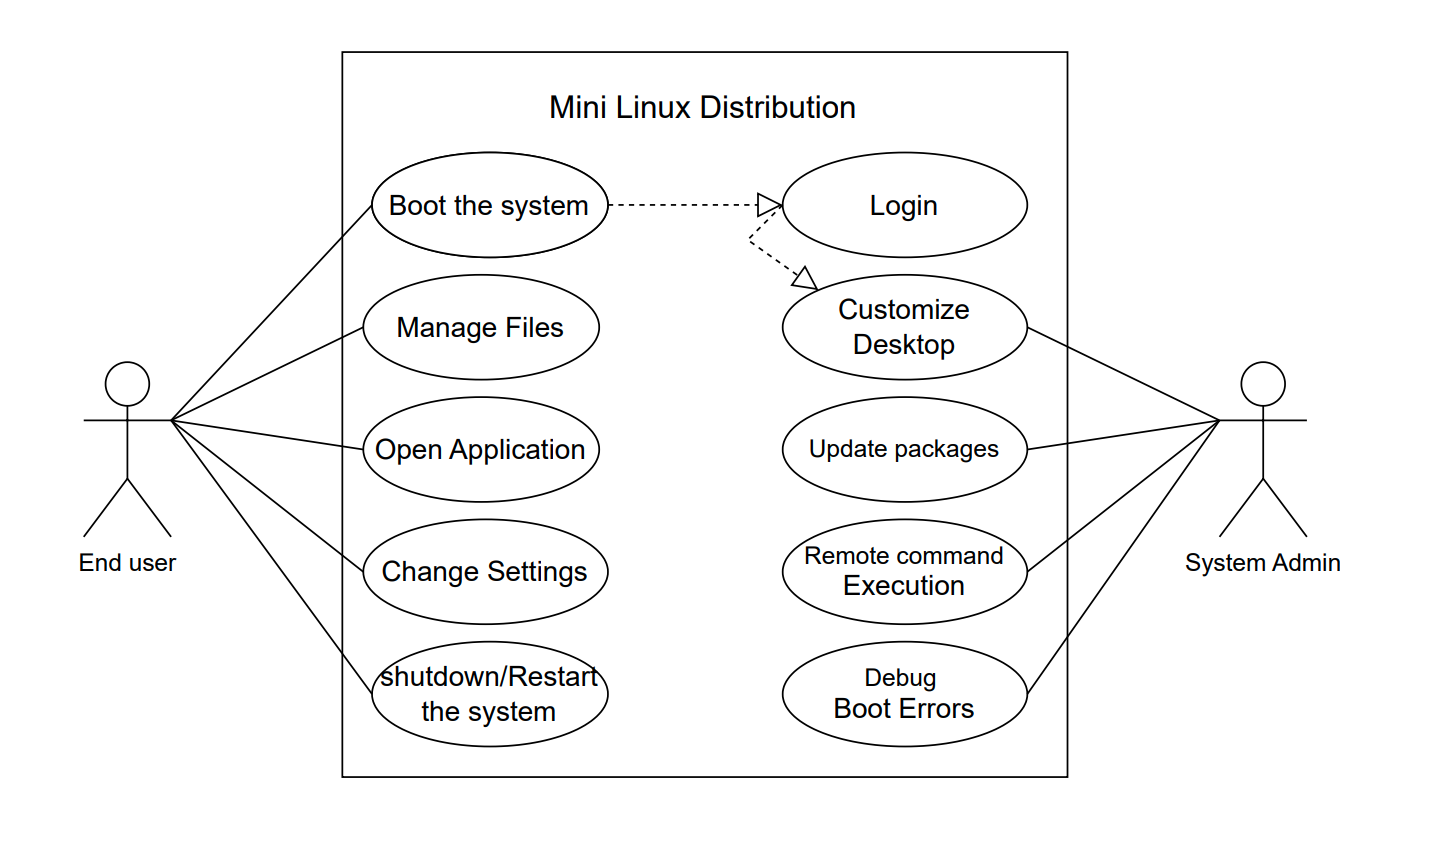 Mini Linux Distribution
Boot the system
Login
Manage Files
Customize
Desktop
Open Application
Update packages
Change Settings
Remote command
Execution
shutdown/Restart
the system
Debug
Boot Errors
End user
System Admin